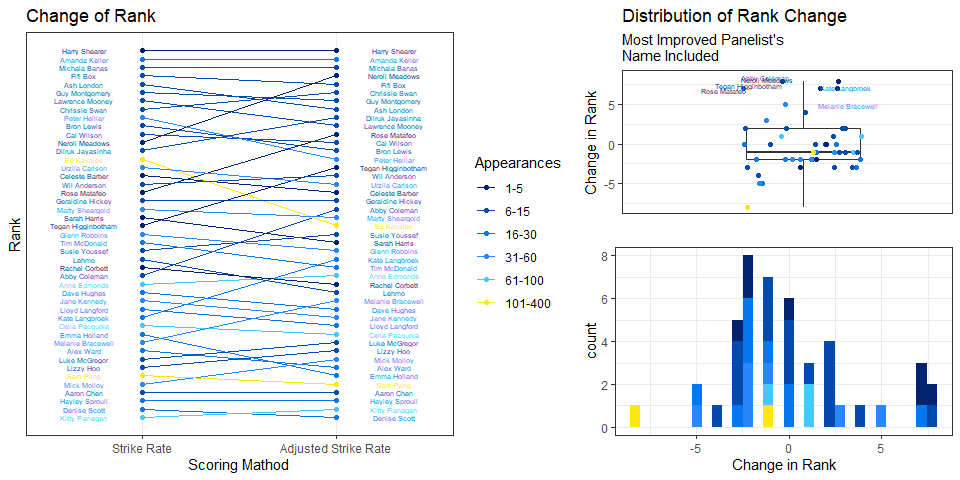 Change of Rank
Harry Shearer
Amanda Keller
Michala Banas
Fifi Box
Ash London
Guy Montgomery
Lawrence Mooney
Chrissie Swan
Peter Helliar
Bron Lewis
Cal Wilson
Neroli Meadows
Dilruk Jayasinha
Ed Kavalee
Urzila Carlson
Celeste Barber
Wil Anderson
Rose Matafeo
Geraldine Hickey
Marty Sheargold
Sarah Harris
Tegan Higginbotham
Glenn Robbins
Tim McDonald
Susie Youssef
Lehmo
Rachel Corbett
Abby Coleman
Anne Edmonds
Dave Hughes
Jane Kennedy
Lloyd Langford
Kate Langbroek
Celia Pacquola
Emma Holland
Melanie Bracewell
Alex Ward
Luke McGregor
Lizzy Hoo
Sam Pang
Mick Molloy
Aaron Chen
Hayley Sproull
Denise Scott
Kitty Flanagan
Harry Shearer
Amanda Keller
Michala Banas
Neroli Meadows
Fifi Box
Chrissie Swan
Guy Montgomery
Ash London
Dilruk Jayasinha
Lawrence Mooney
Rose Matafeo
Cal Wilson
Bron Lewis
Peter Helliar
Tegan Higginbotham
Wil Anderson
Urzila Carlson
Celeste Barber
Geraldine Hickey
Abby Coleman
Marty Sheargold
Ed Kavalee
Susie Youssef
Sarah Harris
Glenn Robbins
Kate Langbroek
Tim McDonald
Anne Edmonds
Rachel Corbett
Lehmo
Melanie Bracewell
Dave Hughes
Jane Kennedy
Lloyd Langford
Celia Pacquola
Luke McGregor
Lizzy Hoo
Mick Molloy
Alex Ward
Emma Holland
Sam Pang
Aaron Chen
Hayley Sproull
Kitty Flanagan
Denise Scott
Rank
Strike Rate
Adjusted Strike Rate
Scoring Mathod
Appearances
1-5
6-15
16-30
31-60
61-100
101-400
Distribution of Rank Change
Most Improved Panelist's
Name Included
Abby Coleman
Neroli Meadows
Tegan Higginbotham
Rose Matafeo
Kate Langbroek
Melanie Bracewell
Change in Rank
5
0
-5
count
8
6
4
2
0
-5
0
5
Change in Rank